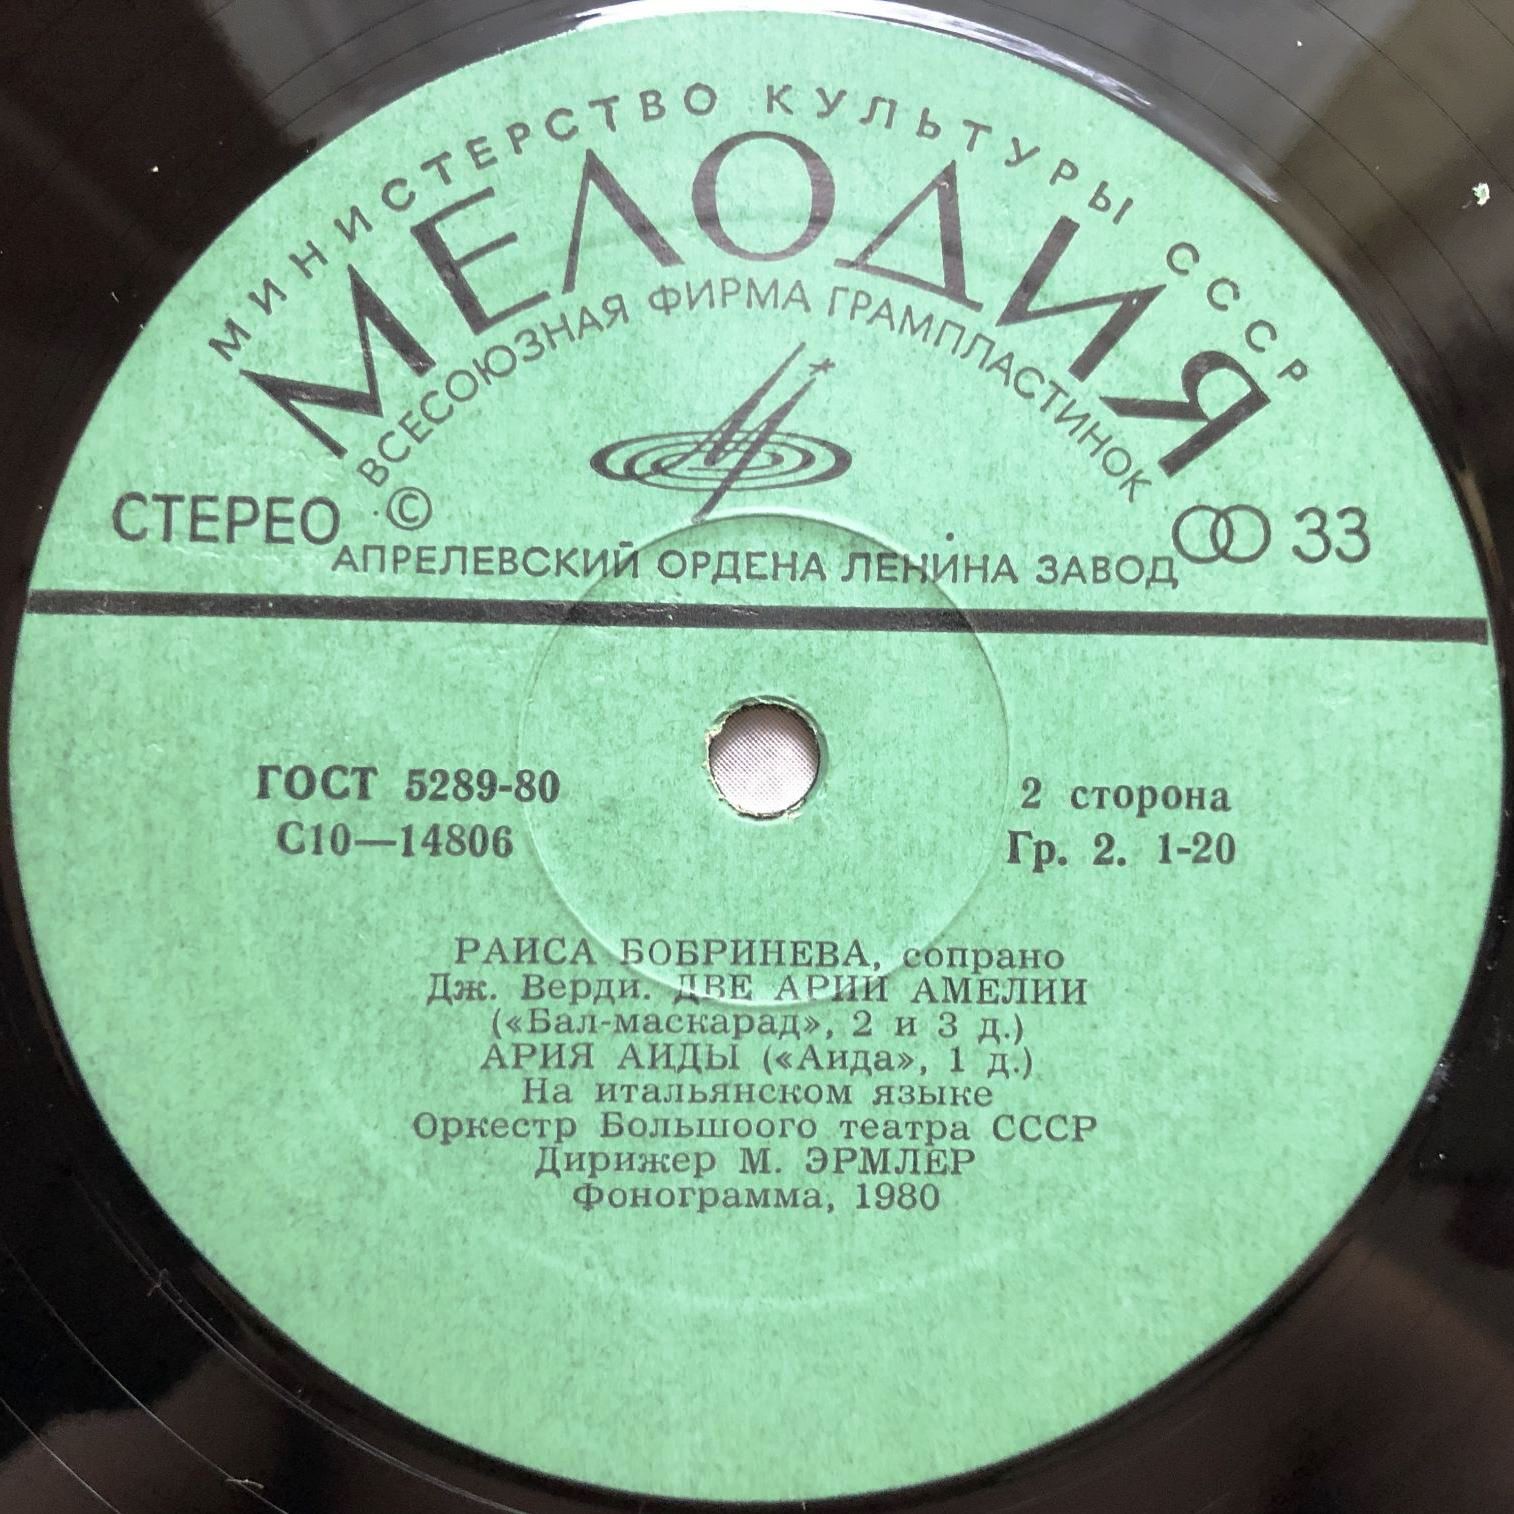 МИНИСТЕРСТВО КУЛЬТУРЫ СССР
МЕЛОДИЯ
ВСЕСОЮЗНАЯ ФИРМА ГРАМПЛАСТИНОК
СТЕРЕО © 33
АПРЕЛЕВСКИЙ ОРДЕНА ЛЕНИНА ЗАВОД
ГОСТ 5289-80
С10—14806
2 сторона
Гр. 2. 1-20
РАИСА БОБРИНЕВА, сопрано
Дж. Верди. ДВЕ АРИИ АМЕЛИИ
(«Бал-маскарад», 2 и 3 д.)
АРИЯ АИДЫ («Аида», 1 д.)
На итальянском языке
Оркестр Большоого театра СССР
Дирижер М. ЭРМЛЕР
Фонограмма, 1980